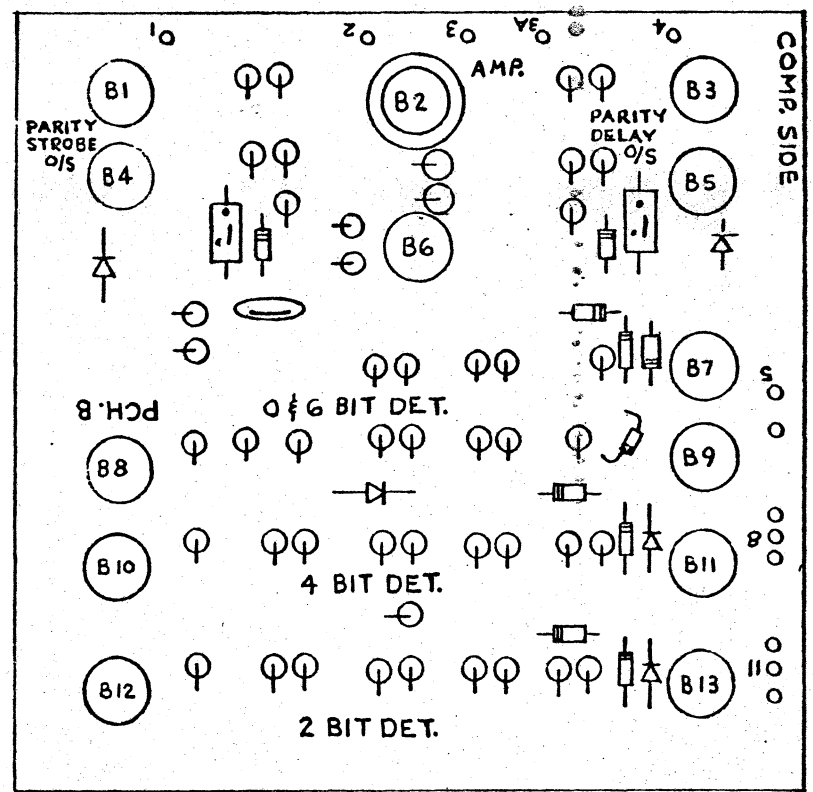 1
2
3
3A
4
COMP. SIDE
B1
B2
AMP.
B3
PARITY
STROBE
O/S
PARITY
DELAY
O/S
B4
B5
.1
B6
.1
B7
5
PCH.B
0 & 6 BIT DET.
B8
B9
8
B10
B11
4 BIT DET.
11
B12
B13
2 BIT DET.